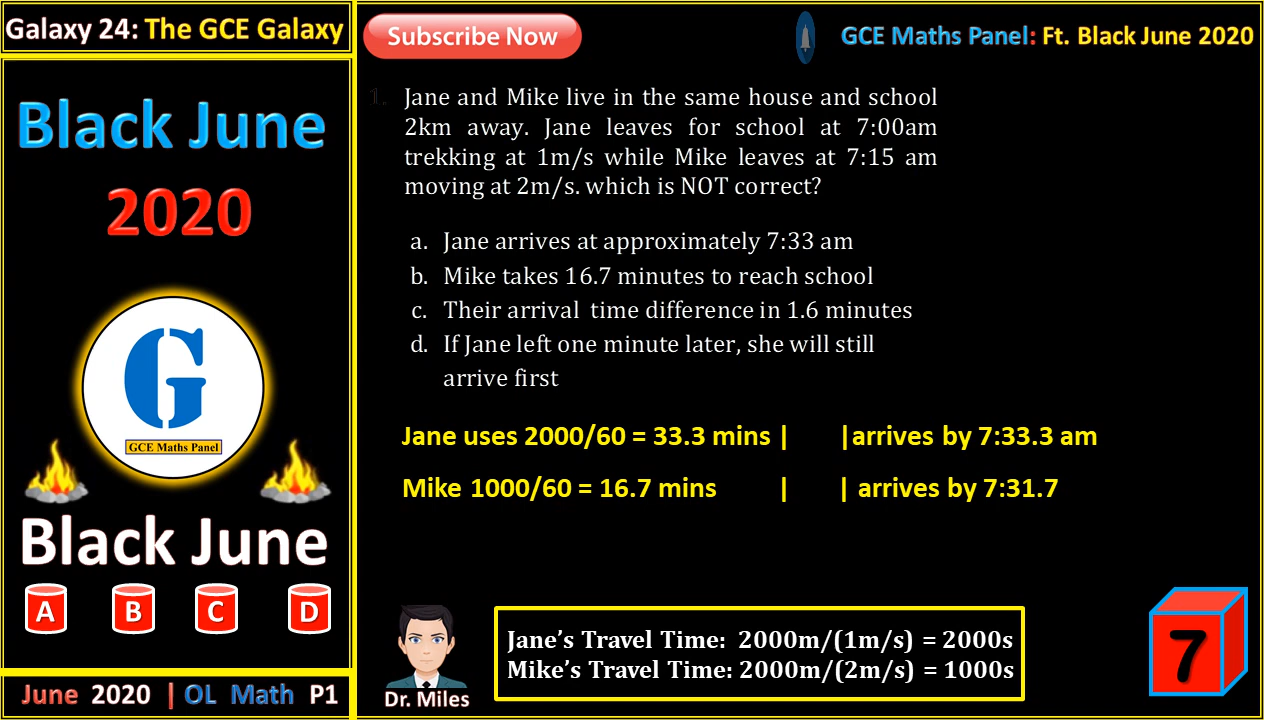 Galaxy 24: The GCE Galaxy
Subscribe Now
GCE Maths Panel: Ft. Black June 2020
Black June
2020
G
GCE Maths Panel
Black June
A B C D
June 2020 | OL Math P1
1. Jane and Mike live in the same house and school
2km away. Jane leaves for school at 7:00am
trekking at 1m/s while Mike leaves at 7:15 am
moving at 2m/s. which is NOT correct?
a. Jane arrives at approximately 7:33 am
b. Mike takes 16.7 minutes to reach school
c. Their arrival time difference in 1.6 minutes
d. If Jane left one minute later, she will still
arrive first
Jane uses 2000/60 = 33.3 mins | |arrives by 7:33.3 am
Mike 1000/60 = 16.7 mins | | arrives by 7:31.7
Dr. Miles
Jane's Travel Time: 2000m/(1m/s) = 2000s
Mike's Travel Time: 2000m/(2m/s) = 1000s
7